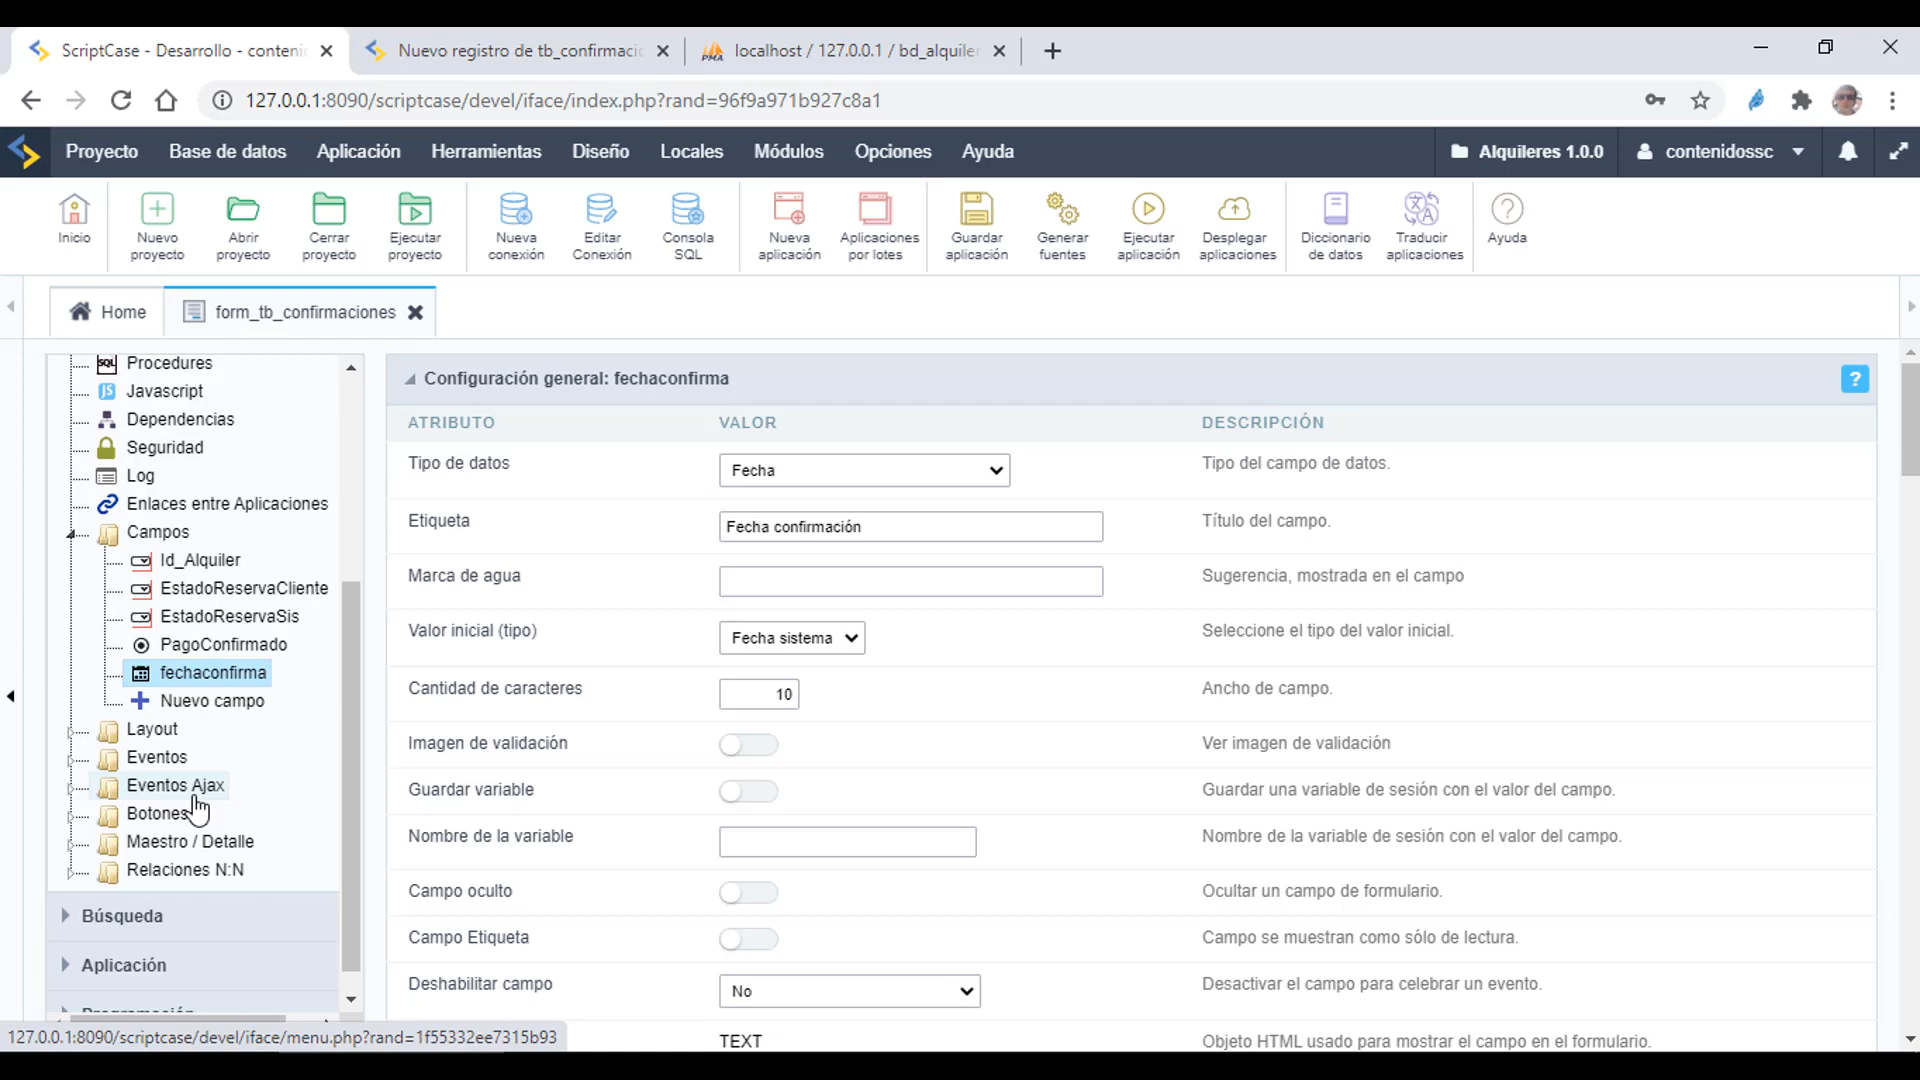 ScriptCase - Desarrollo - conteni
Nuevo registro de tb_confirmacio
PMA
localhost / 127.0.0.1 / bd_alquiler
127.0.0.1:8090/scriptcase/devel/iface/index.php?rand=96f9a971b927c8a1
Proyecto
Base de datos
Aplicación
Herramientas
Diseño
Locales
Módulos
Opciones
Ayuda
Alquileres 1.0.0
contenidossc
Inicio
Nuevo
proyecto
Abrir
proyecto
Cerrar
proyecto
Ejecutar
proyecto
Nueva
conexión
Editar
Conexión
Consola
SQL
Nueva
aplicación
Aplicaciones
por lotes
Guardar
aplicación
Generar
fuentes
Ejecutar
aplicación
Desplegar
aplicaciones
Diccionario
de datos
Traducir
aplicaciones
Ayuda
Home
form_tb_confirmaciones
SQL
Procedures
JS
Javascript
Dependencias
Seguridad
Log
Enlaces entre Aplicaciones
Campos
Id_Alquiler
EstadoReservaCliente
EstadoReservaSis
PagoConfirmado
fechaconfirma
Nuevo campo
Layout
Eventos
Eventos Ajax
Botones
Maestro / Detalle
Relaciones N:N
Búsqueda
Aplicación
Programación
Configuración general: fechaconfirma
?
ATRIBUTO VALOR DESCRIPCIÓN
Tipo de datos Fecha Tipo del campo de datos.
Etiqueta Fecha confirmación Título del campo.
Marca de agua Sugerencia, mostrada en el campo
Valor inicial (tipo) Fecha sistema Seleccione el tipo del valor inicial.
Cantidad de caracteres 10 Ancho de campo.
Imagen de validación Ver imagen de validación
Guardar variable Guardar una variable de sesión con el valor del campo.
Nombre de la variable Nombre de la variable de sesión con el valor del campo.
Campo oculto Ocultar un campo de formulario.
Campo Etiqueta Campo se muestran como sólo de lectura.
Deshabilitar campo No Desactivar el campo para celebrar un evento.
TEXT Objeto HTML usado para mostrar el campo en el formulario.
127.0.0.1:8090/scriptcase/devel/iface/menu.php?rand=1f55332ee7315b93